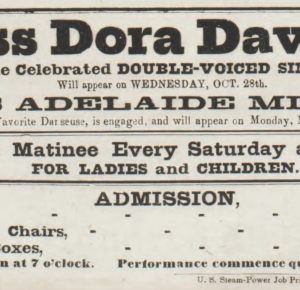 ss Dora Dav
e Celebrated DOUBLE-VOICED SIN
Will appear on WEDNESDAY, OCT. 28th.
S ADELAIDE MI
Favorite Danseuse, is engaged, and will appear on Monday, N
Matinee Every Saturday a
FOR LADIES and CHILDREN.
ADMISSION,
- - - -
Chairs, - - -
oxes, - - -
n at 7 o'clock. Performance commence qu
U. S. Steam-Power Job Pri